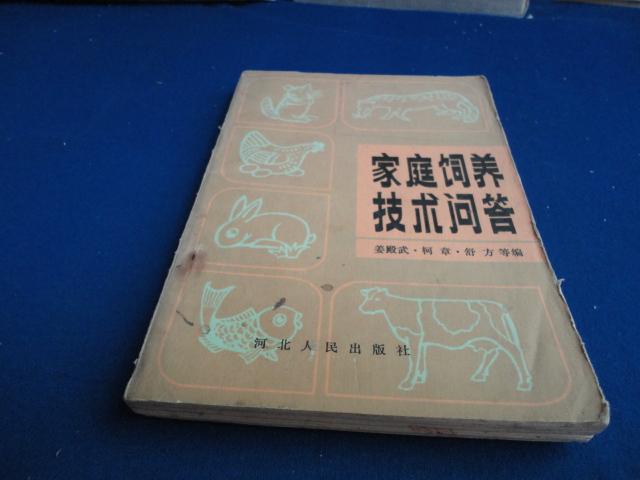 家庭饲养
技术问答
姜殿武·柯章·舒方等编
河北人民出版社